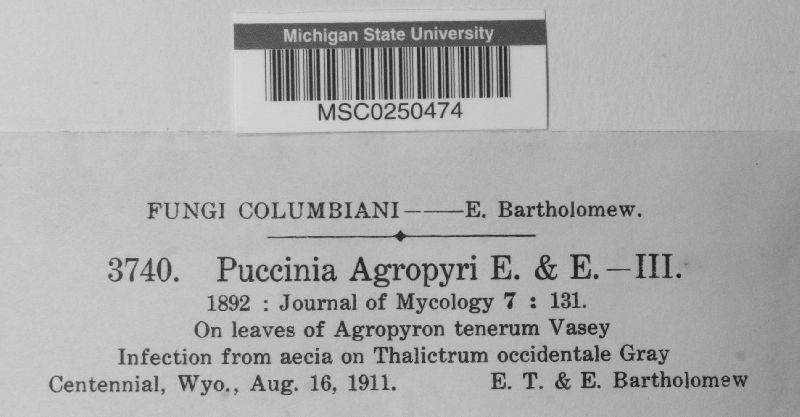 Michigan State University
MSC0250474
FUNGI COLUMBIANI———E. Bartholomew.
3740. Puccinia Agropyri E. & E.—III.
1892 : Journal of Mycology 7 : 131.
On leaves of Agropyron tenerum Vasey
Infection from aecia on Thalictrum occidentale Gray
Centennial, Wyo., Aug. 16, 1911. E. T. & E. Bartholomew